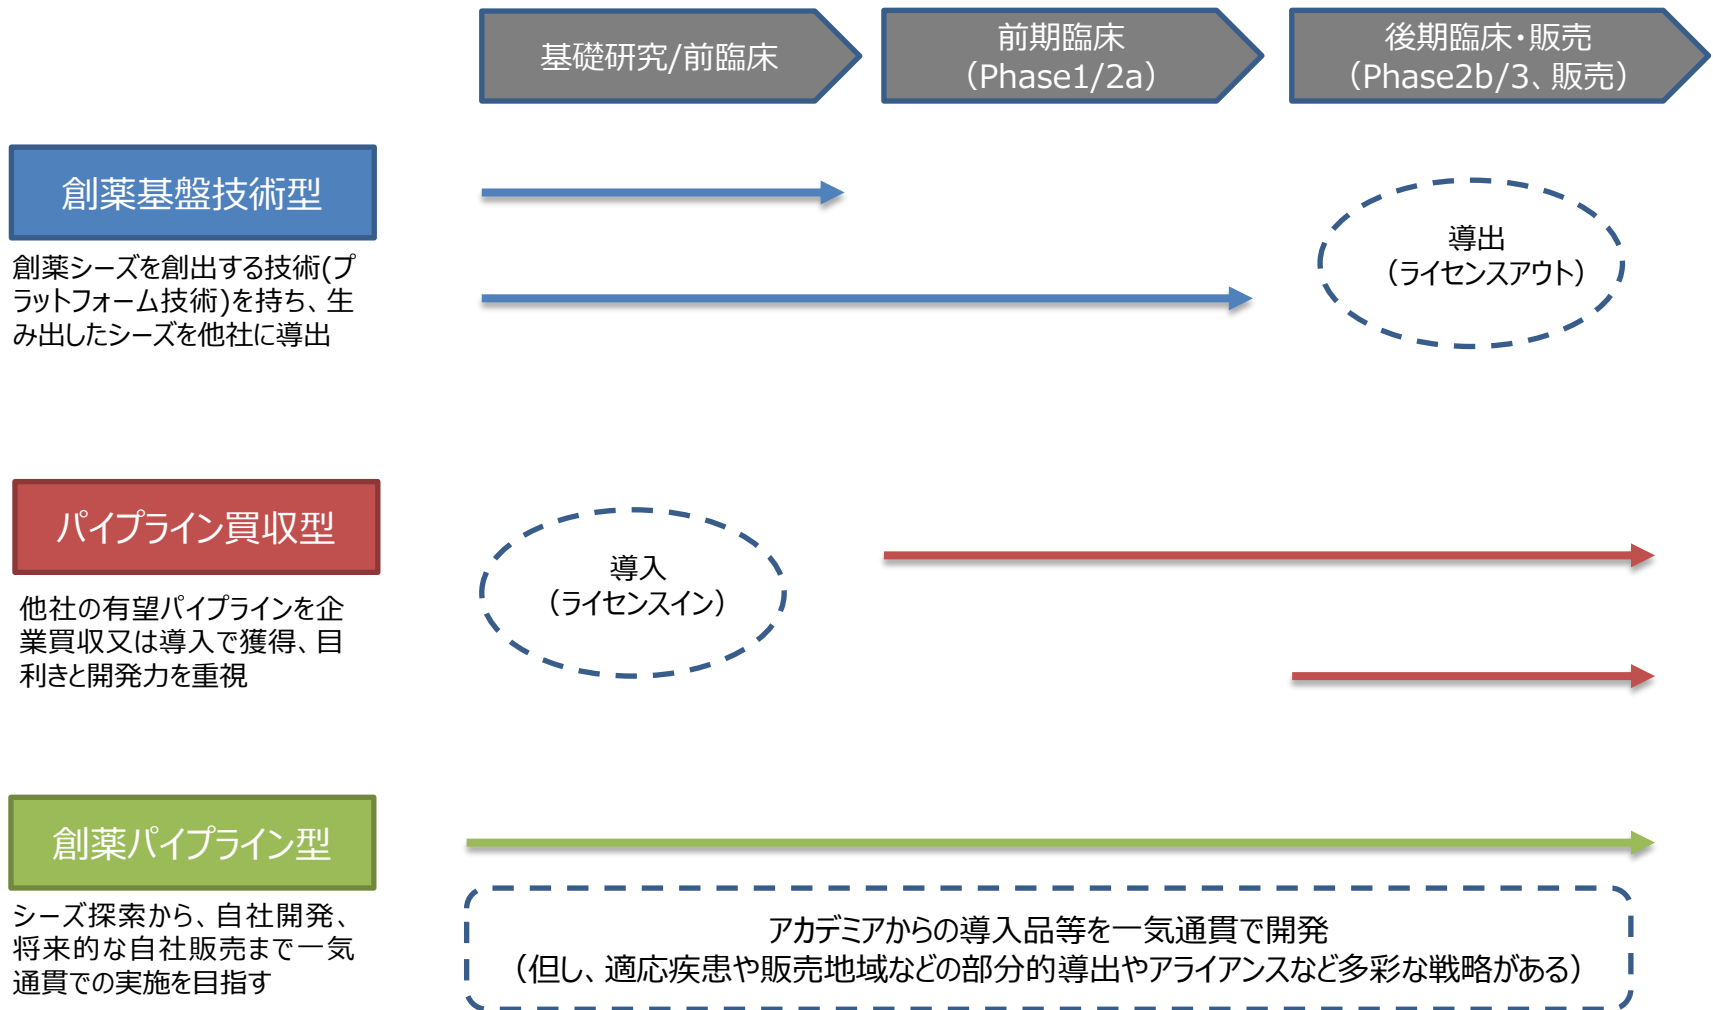 基礎研究/前臨床
前期臨床
（Phase1/2a）
後期臨床・販売
（Phase2b/3、販売）
創薬基盤技術型
創薬シーズを創出する技術(プ
ラットフォーム技術)を持ち、生
み出したシーズを他社に導出
導出
（ライセンスアウト）
パイプライン買収型
他社の有望パイプラインを企
業買収又は導入で獲得、目
利きと開発力を重視
導入
（ライセンスイン）
創薬パイプライン型
シーズ探索から、自社開発、
将来的な自社販売まで一気
通貫での実施を目指す
アカデミアからの導入品等を一気通貫で開発
（但し、適応疾患や販売地域などの部分的導出やアライアンスなど多彩な戦略がある）